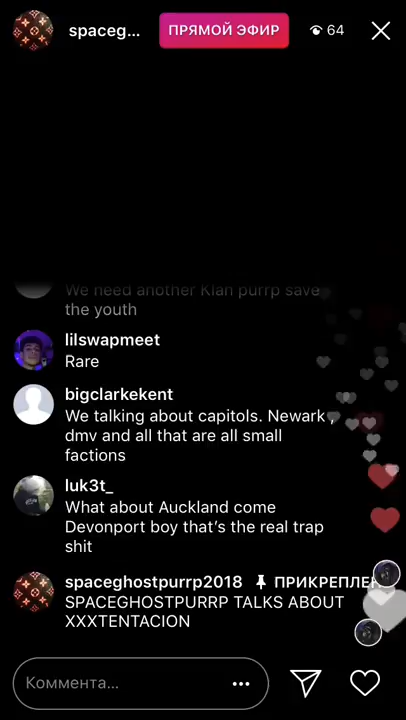 spaceg...
ПРЯМОЙ ЭФИР
64
We need another Klan purrp save
the youth
lilswapmeet
Rare
bigclarkekent
We talking about capitols. Newark ,
dmv and all that are all small
factions
luk3t_
What about Auckland come
Devonport boy that's the real trap
shit
spaceghostpurrp2018 ПРИКРЕПЛЕН
SPACEGHOSTPURRP TALKS ABOUT
XXXTENTACION
Коммента...